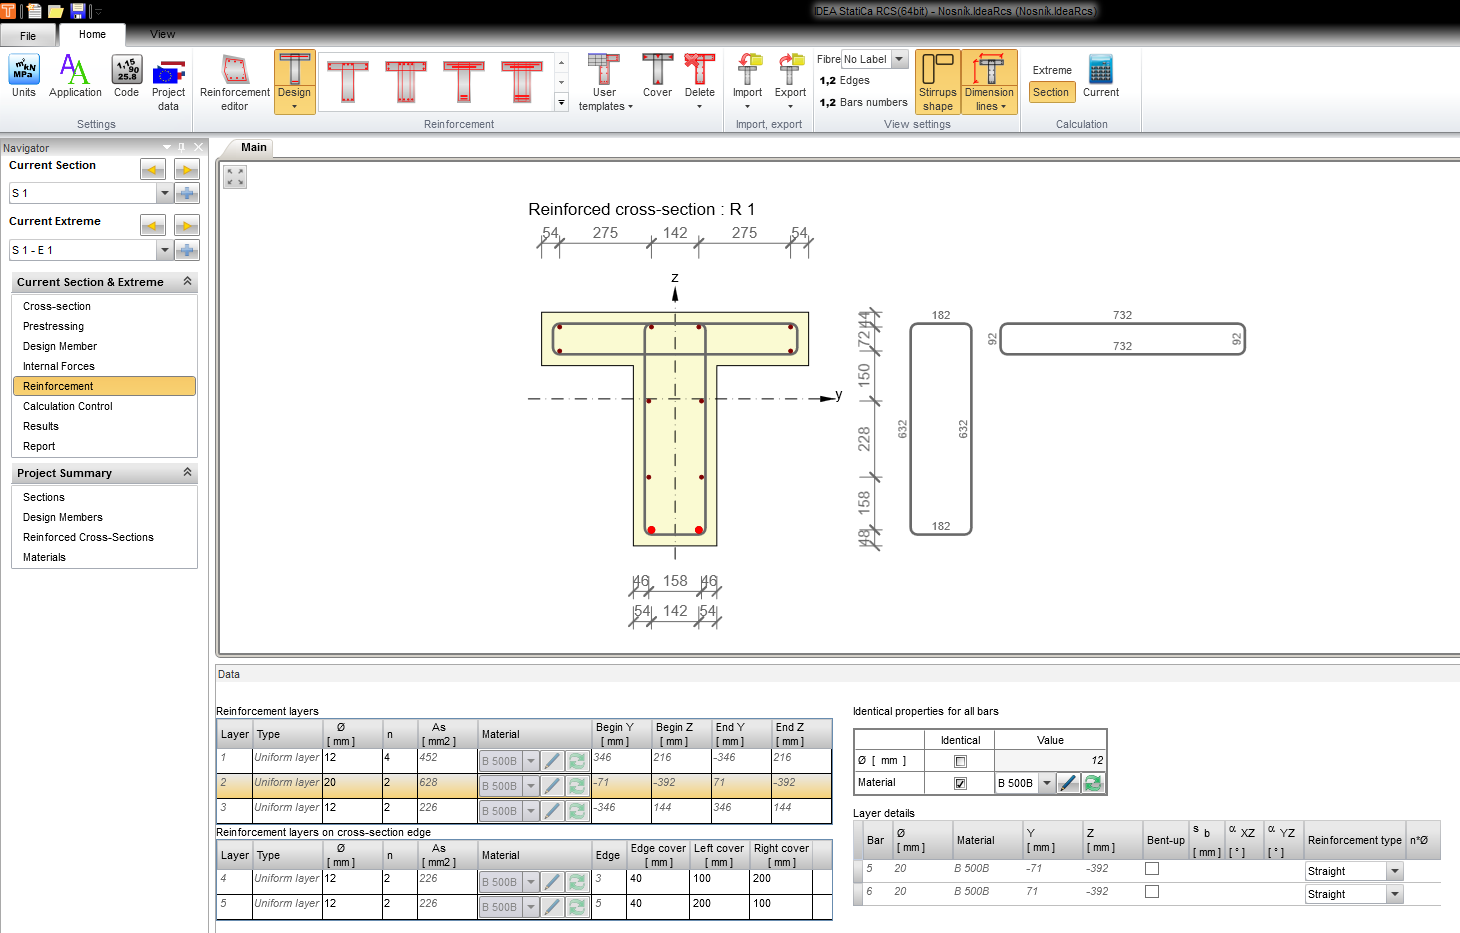 IDEA StatiCa RCS(64bit) - Nosnik.IdeaRcs (Nosnik.IdeaRcs)
File Home View
Units Application Code Project data
Settings
Reinforcement editor Design User templates Cover Delete
Reinforcement
Import Export
Import, export
Fibre No Label
1,2 Edges
1,2 Bars numbers
Stirrups shape Dimension lines
View settings
Extreme
Section Current
Calculation
Navigator
Current Section
S 1
Current Extreme
S 1 - E 1
Current Section & Extreme
Cross-section
Prestressing
Design Member
Internal Forces
Reinforcement
Calculation Control
Results
Report
Project Summary
Sections
Design Members
Reinforced Cross-Sections
Materials
Main
Reinforced cross-section : R 1
54 275 142 275 54
z
y
44
72
150
228
158
48
46 158 46
54 142 54
182
632 632
182
732
92 92
732
Data
Reinforcement layers
Layer Type Ø [ mm ] n As [ mm2 ] Material Begin Y [ mm ] Begin Z [ mm ] End Y [ mm ] End Z [ mm ]
1 Uniform layer 12 4 452 B 500B 346 216 -346 216
2 Uniform layer 20 2 628 B 500B -71 -392 71 -392
3 Uniform layer 12 2 226 B 500B -346 144 346 144
Reinforcement layers on cross-section edge
Layer Type Ø [ mm ] n As [ mm2 ] Material Edge Edge cover [ mm ] Left cover [ mm ] Right cover [ mm ]
4 Uniform layer 12 2 226 B 500B 3 40 100 200
5 Uniform layer 12 2 226 B 500B 5 40 200 100
Identical properties for all bars
Identical Value
Ø [ mm ] 12
Material B 500B
Layer details
Bar Ø [ mm ] Material Y [ mm ] Z [ mm ] Bent-up s b [ mm ] α XZ [ ° ] α YZ [ ° ] Reinforcement type n*Ø
5 20 B 500B -71 -392 Straight
6 20 B 500B 71 -392 Straight